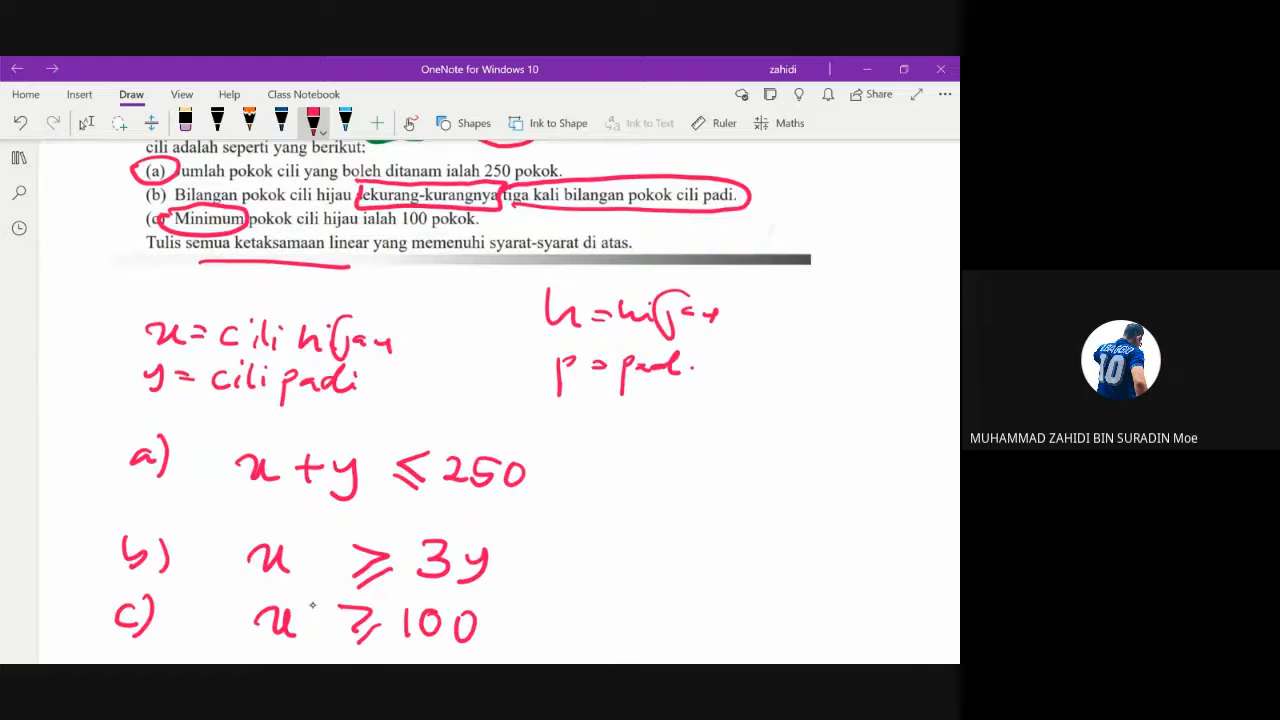 OneNote for Windows 10
zahidi
Home Insert Draw View Help Class Notebook
Share
Shapes Ink to Shape Ink to Text Ruler Maths
cili adalah seperti yang berikut:
(a) Jumlah pokok cili yang boleh ditanam ialah 250 pokok.
(b) Bilangan pokok cili hijau sekurang-kurangnya tiga kali bilangan pokok cili padi.
(c) Minimum pokok cili hijau ialah 100 pokok.
Tulis semua ketaksamaan linear yang memenuhi syarat-syarat di atas.
x = cili hijau
y = cili padi
h = hijau
p = padi
a) x + y ≤ 250
b) x ≥ 3y
c) x ≥ 100
BAGGIO
10
MUHAMMAD ZAHIDI BIN SURADIN Moe